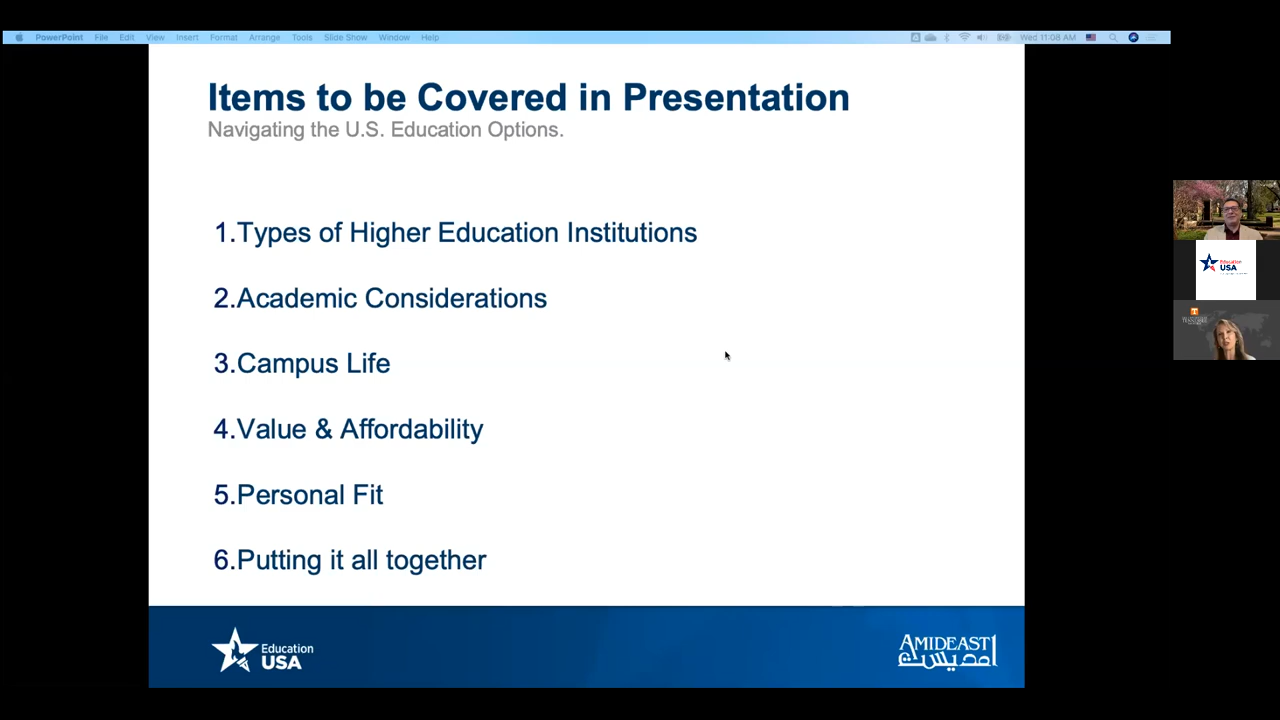 PowerPoint File Edit View Insert Format Arrange Tools Slide Show Window Help Wed 11:08 AM
Items to be Covered in Presentation
Navigating the U.S. Education Options.
1.Types of Higher Education Institutions
2.Academic Considerations
3.Campus Life
4.Value & Affordability
5.Personal Fit
6.Putting it all together
Education
USA
AMIDEAST
امديست
Education
USA
TENNESSEE